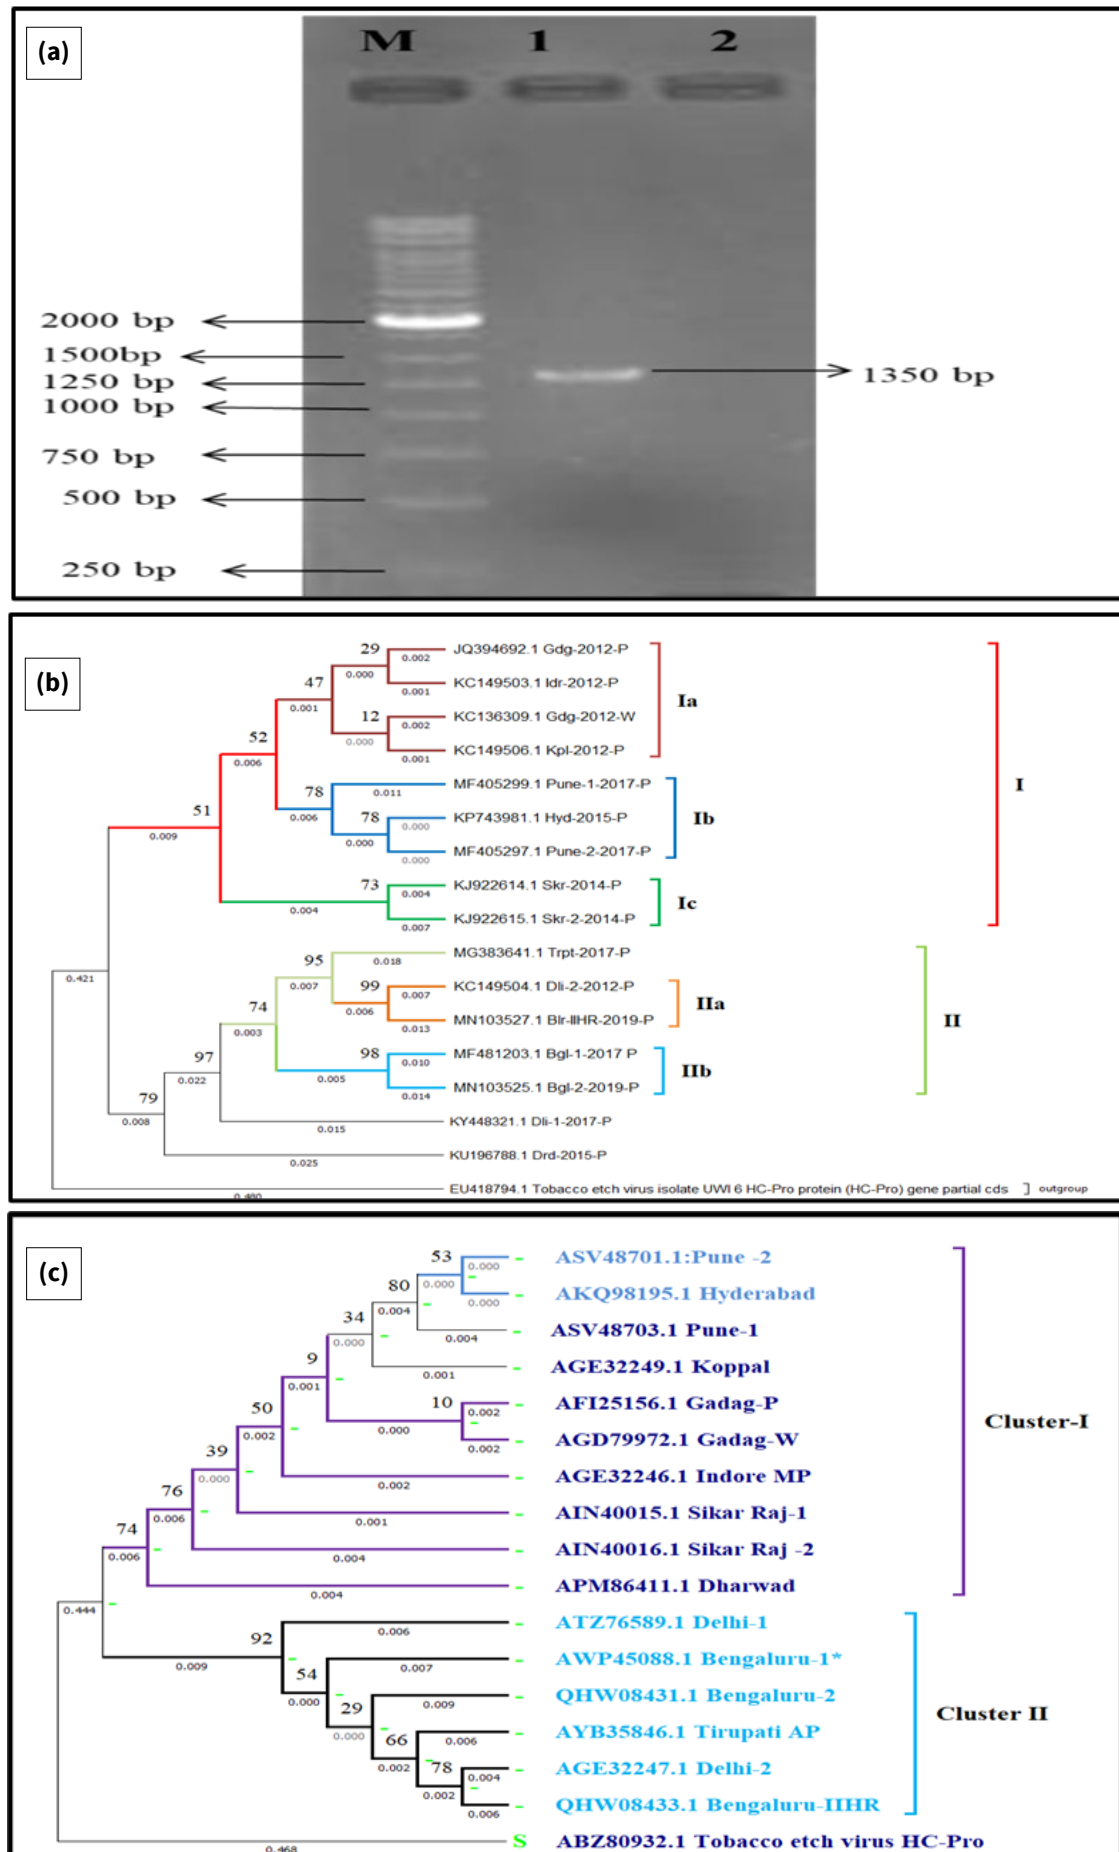 (a)
M 1 2
2000 bp
1500bp
1250 bp
1350 bp
1000 bp
750 bp
500 bp
250 bp
(b)
29 JQ394692.1 Gdg-2012-P
0.002
0.000
47 KC149503.1 Idr-2012-P
0.001
0.001
12 KC136309.1 Gdg-2012-W
0.002
Ia
52
0.000
KC149506.1 Kpl-2012-P
0.001
0.006
78 MF405299.1 Pune-1-2017-P
0.011
I
51
0.006
78 KP743981.1 Hyd-2015-P
0.000
Ib
0.009
0.000
MF405297.1 Pune-2-2017-P
0.000
73 KJ922614.1 Skr-2014-P
0.004
Ic
0.004
KJ922615.1 Skr-2-2014-P
0.007
95 MG383641.1 Trpt-2017-P
0.018
0.421
0.007
99 KC149504.1 Dli-2-2012-P
0.007
IIa
74
0.006
MN103527.1 Blr-IIHR-2019-P
0.013
II
0.003
98 MF481203.1 Bgl-1-2017 P
0.010
97
IIb
0.022
0.005
MN103525.1 Bgl-2-2019-P
0.014
79
0.008
KY448321.1 Dli-1-2017-P
0.015
KU196788.1 Drd-2015-P
0.025
EU418794.1 Tobacco etch virus isolate UWI 6 HC-Pro protein (HC-Pro) gene partial cds ] outgroup
0.480
(c)
53 - ASV48701.1:Pune -2
0.000
80
0.000
- AKQ98195.1 Hyderabad
0.000
34
0.004
- ASV48703.1 Pune-1
0.004
0.000
9
- AGE32249.1 Koppal
0.001
0.001
50
10 - AFI25156.1 Gadag-P
0.002
0.000
- AGD79972.1 Gadag-W
0.002
Cluster-I
39
0.002
- AGE32246.1 Indore MP
0.002
0.000
76
- AIN40015.1 Sikar Raj-1
0.001
0.006
74
- AIN40016.1 Sikar Raj -2
0.004
0.006
- APM86411.1 Dharwad
0.004
0.444
92 - ATZ76589.1 Delhi-1
0.006
0.009
54 - AWP45088.1 Bengaluru-1*
0.007
0.000
29 - QHW08431.1 Bengaluru-2
0.009
Cluster II
0.000
66 - AYB35846.1 Tirupati AP
0.006
0.002
78 - AGE32247.1 Delhi-2
0.004
0.002
- QHW08433.1 Bengaluru-IIHR
0.006
S ABZ80932.1 Tobacco etch virus HC-Pro
0.468